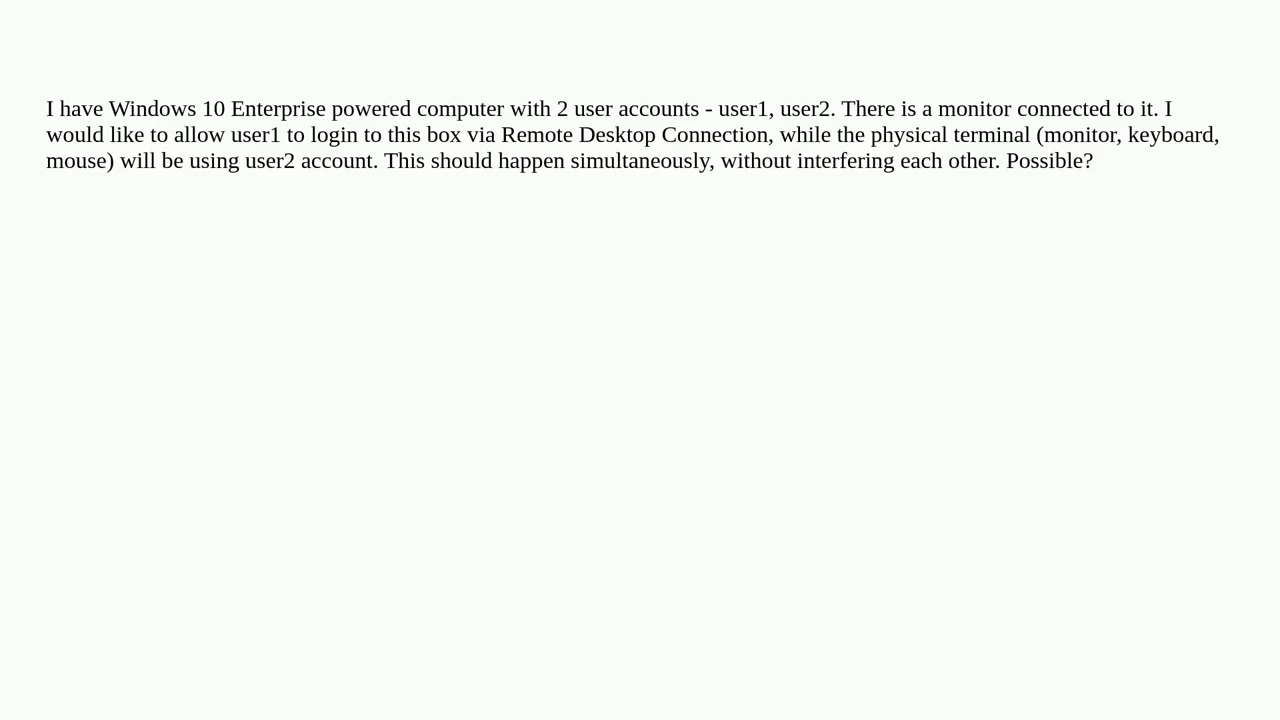 I have Windows 10 Enterprise powered computer with 2 user accounts - user1, user2. There is a monitor connected to it. I
would like to allow user1 to login to this box via Remote Desktop Connection, while the physical terminal (monitor, keyboard,
mouse) will be using user2 account. This should happen simultaneously, without interfering each other. Possible?